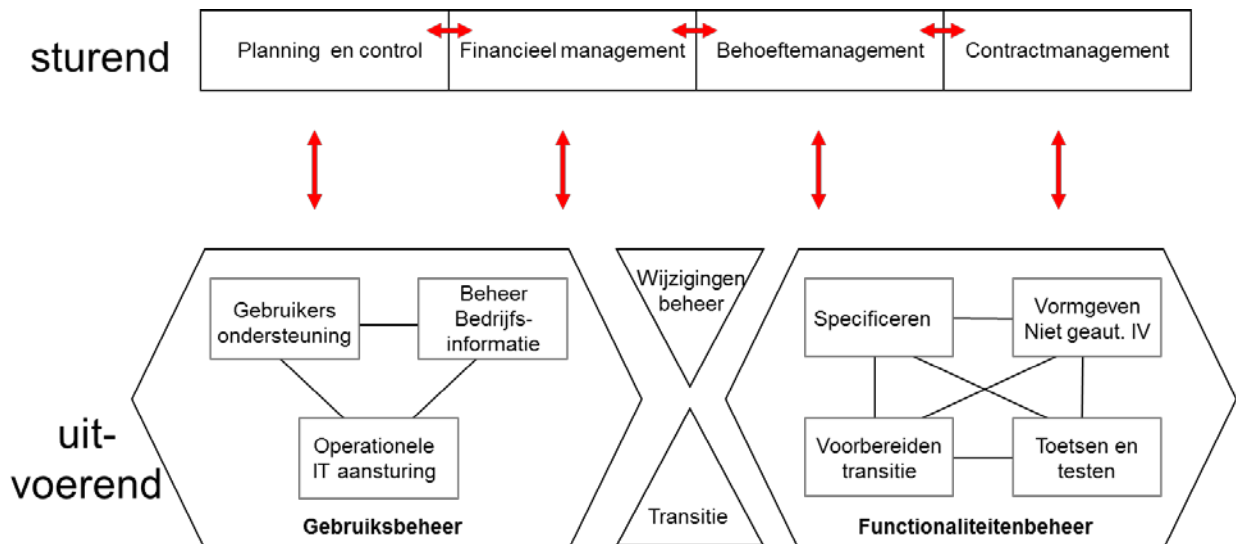 sturend
Planning en control
Financieel management
Behoeftemanagement
Contractmanagement
Gebruikers
ondersteuning
Beheer
Bedrijfs-
informatie
Wijzigingen
beheer
Specificeren
Vormgeven
Niet geaut. IV
uit-
voerend
Operationele
IT aansturing
Voorbereiden
transitie
Toetsen en
testen
Gebruiksbeheer
Transitie
Functionaliteitenbeheer